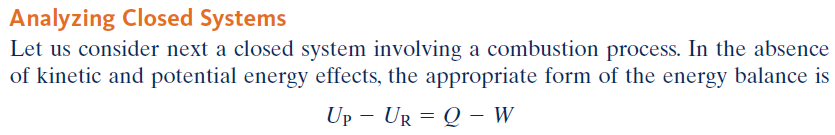 Analyzing Closed Systems
Let us consider next a closed system involving a combustion process. In the absence
of kinetic and potential energy effects, the appropriate form of the energy balance is
U_P − U_R = Q − W